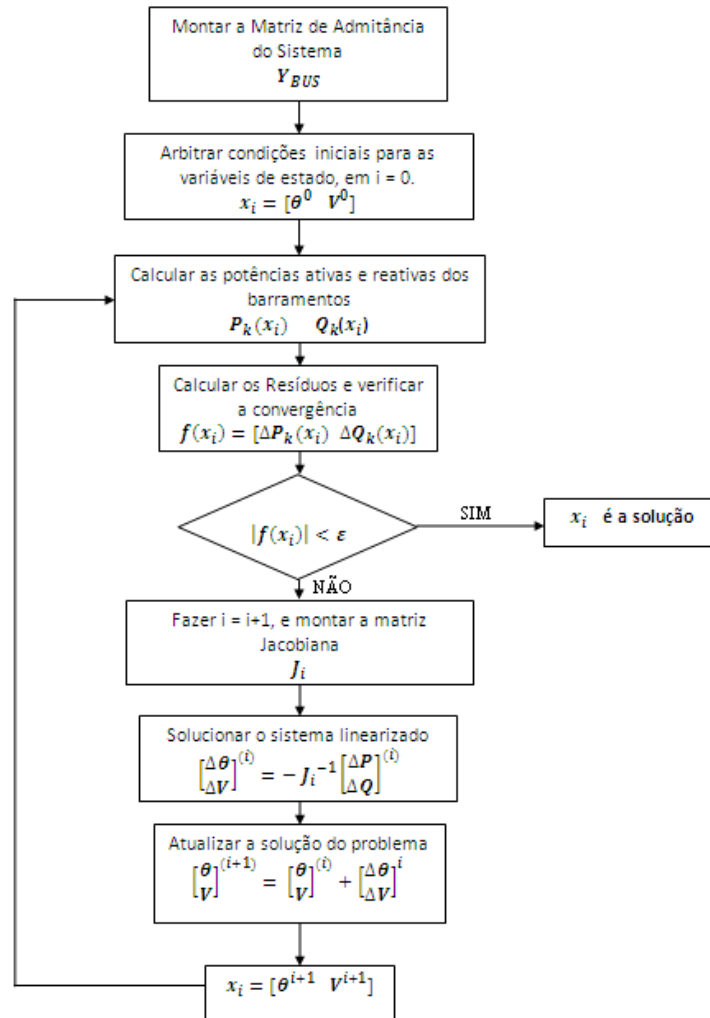 Montar a Matriz de Admitância
do Sistema
Y_BUS
Arbitrar condições iniciais para as
variáveis de estado, em i = 0.
x_i = [θ^0 V^0]
Calcular as potências ativas e reativas dos
barramentos
P_k(x_i) Q_k(x_i)
Calcular os Resíduos e verificar
a convergência
f(x_i) = [ΔP_k(x_i) ΔQ_k(x_i)]
|f(x_i)| < ε
SIM
x_i é a solução
NÃO
Fazer i = i+1, e montar a matriz
Jacobiana
J_i
Solucionar o sistema linearizado
[Δθ ΔV]^(i) = −J_i^−1 [ΔP ΔQ]^(i)
Atualizar a solução do problema
[θ V]^(i+1) = [θ V]^(i) + [Δθ ΔV]^i
x_i = [θ^i+1 V^i+1]